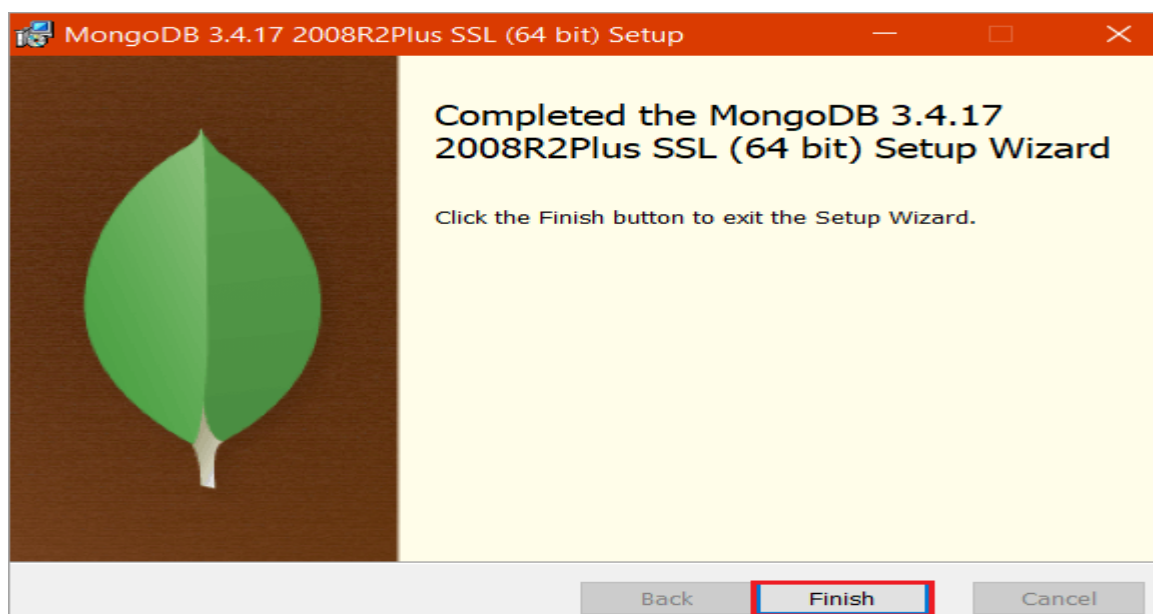 MongoDB 3.4.17 2008R2Plus SSL (64 bit) Setup
Completed the MongoDB 3.4.17
2008R2Plus SSL (64 bit) Setup Wizard
Click the Finish button to exit the Setup Wizard.
Back Finish Cancel